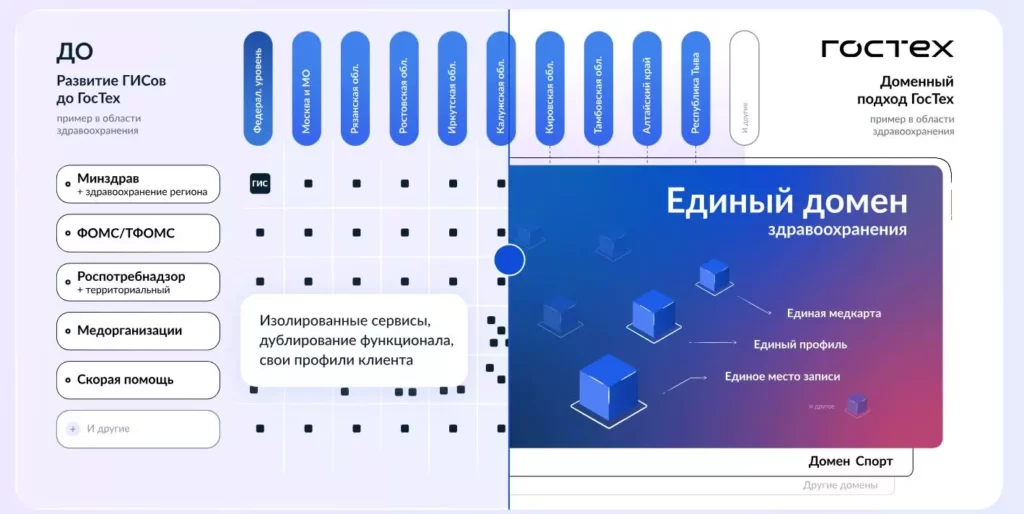 ДО
Развитие ГИСов
до ГосТех
пример в области
здравоохранения
Федерал. уровень
Москва и МО
Рязанская обл.
Ростовская обл.
Иркутская обл.
Калужская обл.
Кировская обл.
Тамбовская обл.
Алтайский край
Республика Тыва
И другие
ГОСТЕХ
Доменный
подход ГосТех
пример в области
здравоохранения
Минздрав
+ здравоохранение региона
ГИС
ФОМС/ТФОМС
Роспотребнадзор
+ территориальный
Медорганизации
Скорая помощь
+ И другие
Изолированные сервисы,
дублирование функционала,
свои профили клиента
Единый домен
здравоохранения
Единая медкарта
Единый профиль
Единое место записи
И другие
Домен Спорт
Другие домены